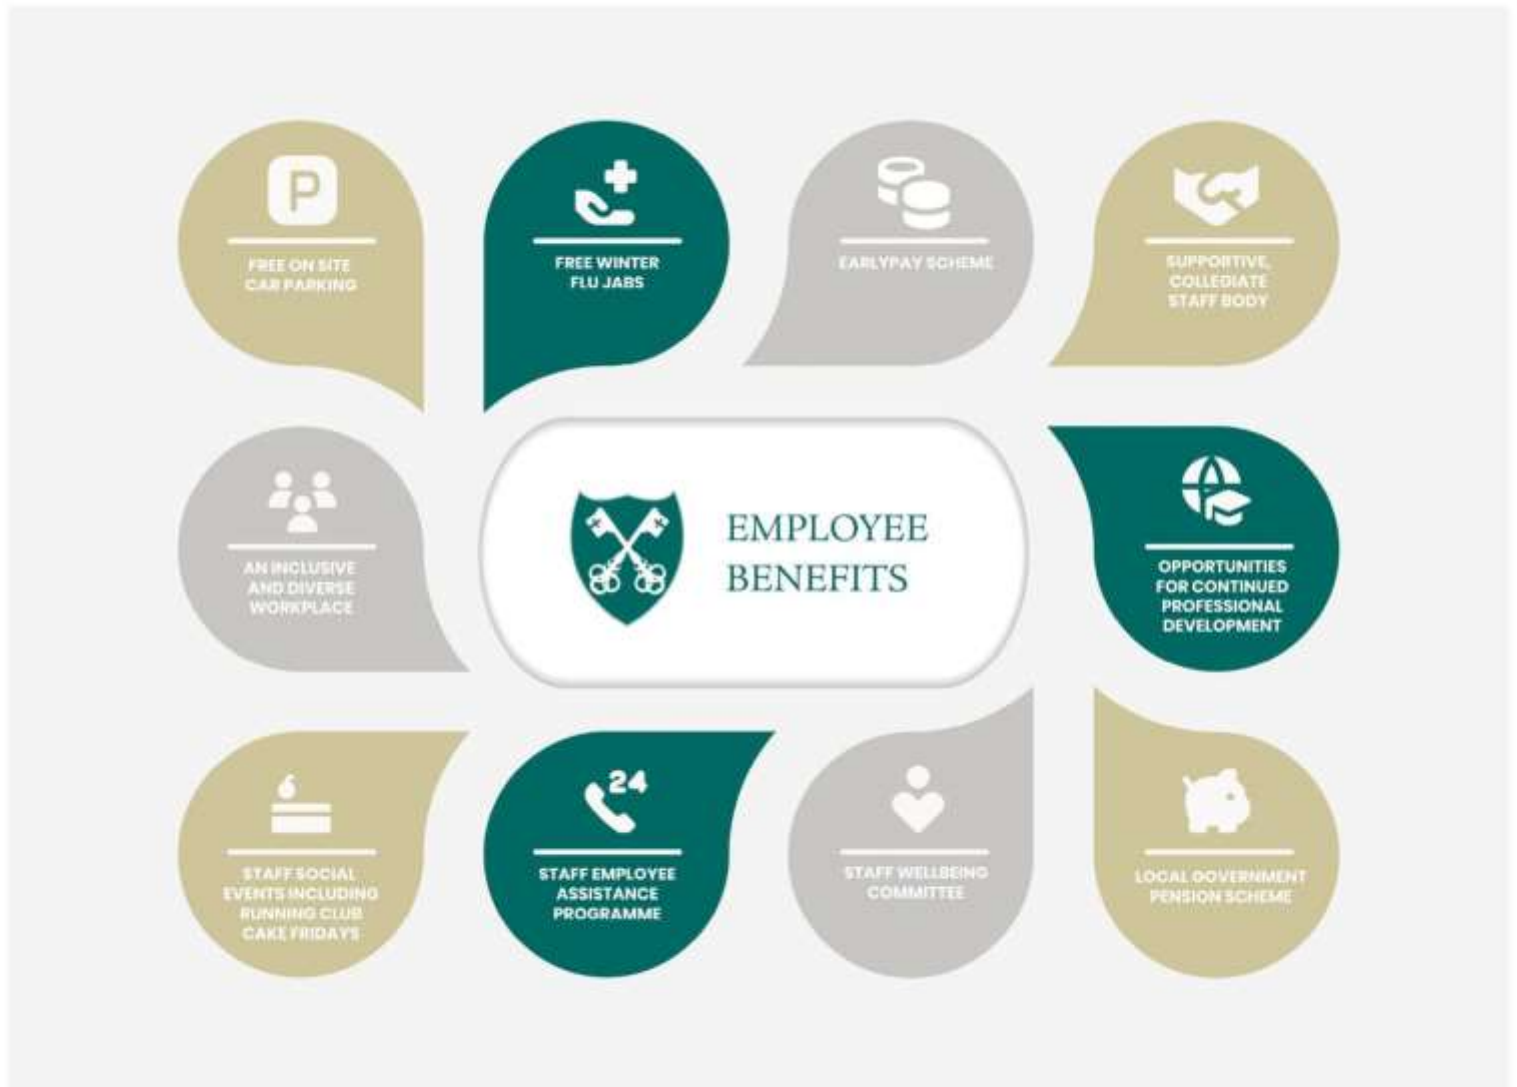 P
FREE ON SITE
CAR PARKING
FREE WINTER
FLU JABS
EARLYPAY SCHEME
SUPPORTIVE,
COLLEGIATE
STAFF BODY
AN INCLUSIVE
AND DIVERSE
WORKPLACE
EMPLOYEE
BENEFITS
OPPORTUNITIES
FOR CONTINUED
PROFESSIONAL
DEVELOPMENT
STAFF SOCIAL
EVENTS INCLUDING
RUNNING CLUB
CAKE FRIDAYS
24
STAFF EMPLOYEE
ASSISTANCE
PROGRAMME
STAFF WELLBEING
COMMITTEE
LOCAL GOVERNMENT
PENSION SCHEME